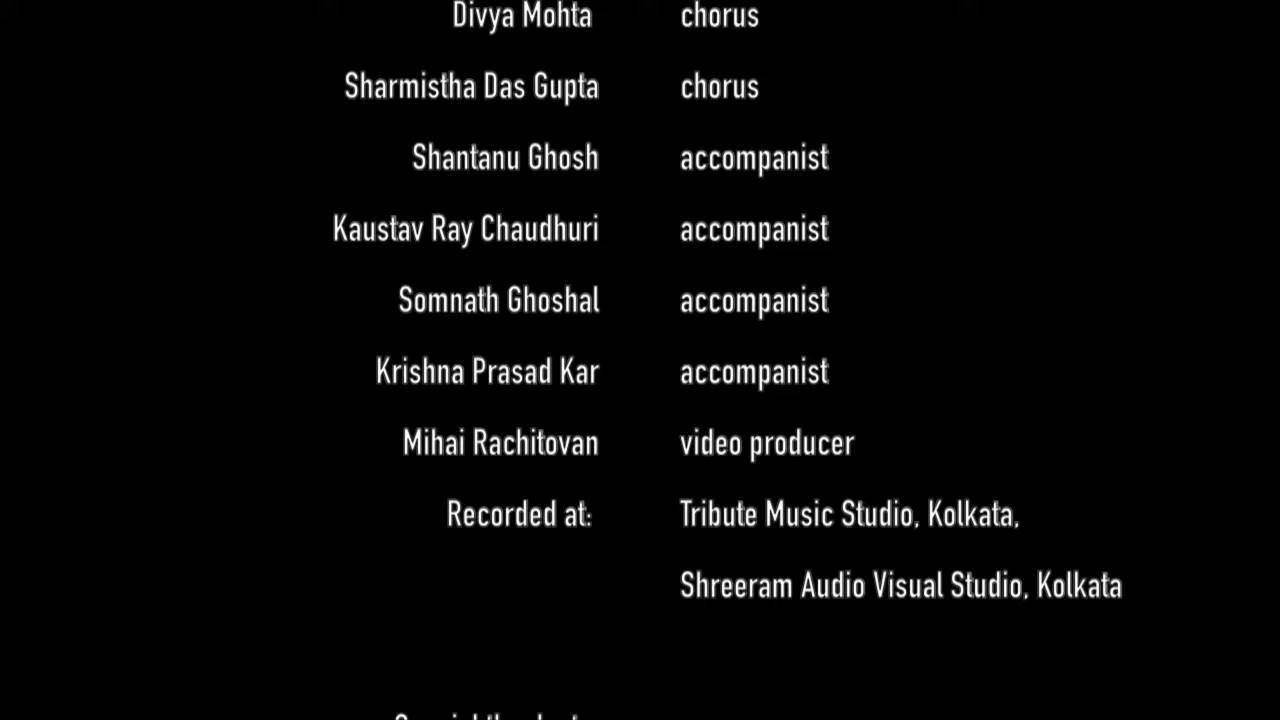 Divya Mohta chorus
Sharmistha Das Gupta chorus
Shantanu Ghosh accompanist
Kaustav Ray Chaudhuri accompanist
Somnath Ghoshal accompanist
Krishna Prasad Kar accompanist
Mihai Rachitovan video producer
Recorded at: Tribute Music Studio, Kolkata,
Shreeram Audio Visual Studio, Kolkata